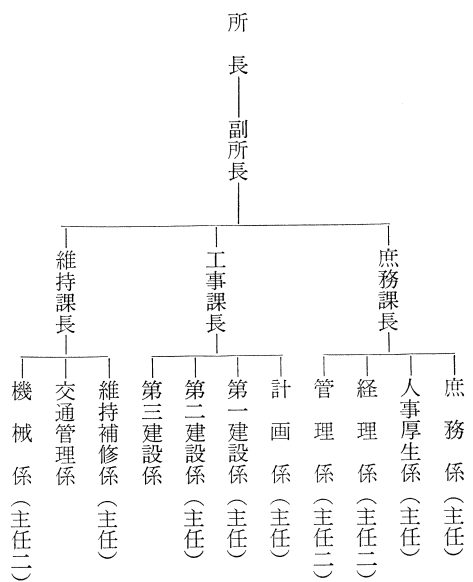 所長
副所長
庶務課長
庶務係（主任）
人事厚生係（主任）
経理係（主任二）
管理係（主任二）
工事課長
計画係（主任）
第一建設係（主任）
第二建設係（主任）
第三建設係
維持課長
維持補修係（主任）
交通管理係
機械係（主任二）